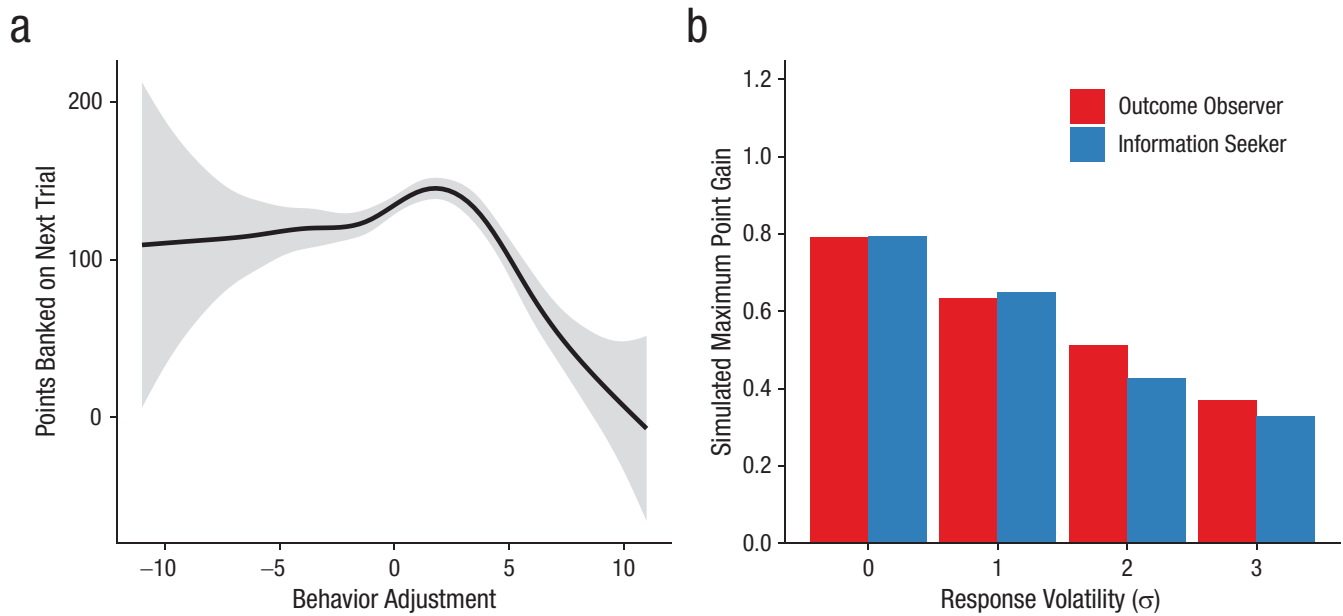 a
Points Banked on Next Trial
200
100
0
−10
−5
0
5
10
Behavior Adjustment
b
Simulated Maximum Point Gain
1.2
1.0
0.8
0.6
0.4
0.2
0.0
Outcome Observer
Information Seeker
0
1
2
3
Response Volatility (σ)